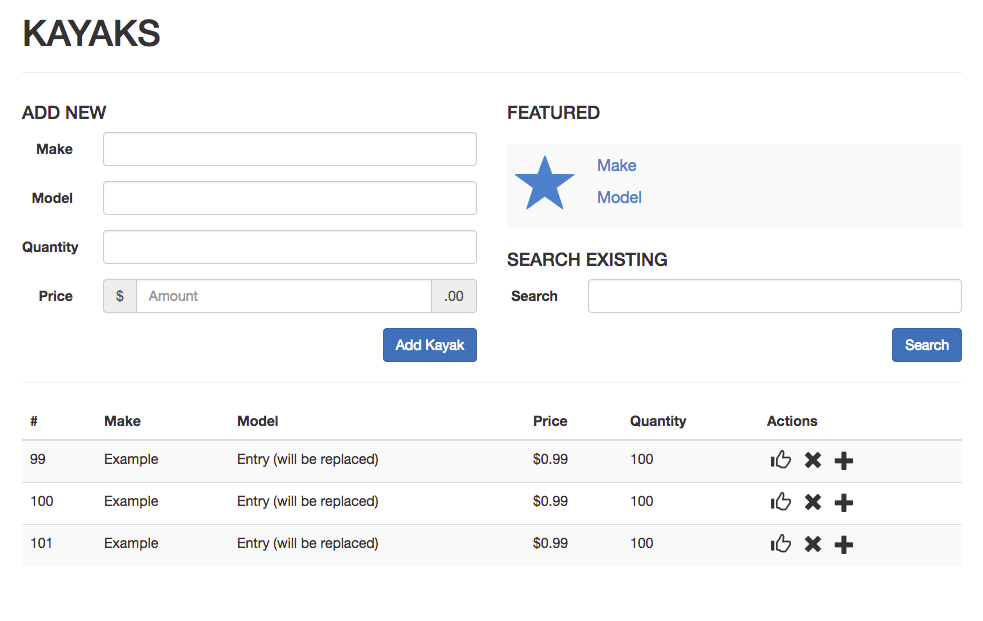 KAYAKS
ADD NEW
Make
Model
Quantity
Price $ Amount .00
Add Kayak
FEATURED
Make
Model
SEARCH EXISTING
Search
Search
# Make Model Price Quantity Actions
99 Example Entry (will be replaced) $0.99 100
100 Example Entry (will be replaced) $0.99 100
101 Example Entry (will be replaced) $0.99 100